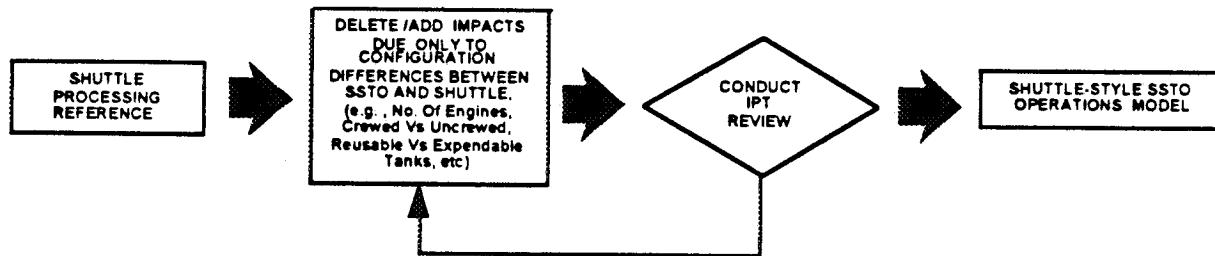 SHUTTLE
PROCESSING
REFERENCE
DELETE /ADD IMPACTS
DUE ONLY TO
CONFIGURATION
DIFFERENCES BETWEEN
SSTO AND SHUTTLE,
(e.g. , No. Of Engines,
Crewed Vs Uncrewed,
Reusable Vs Expendable
Tanks, etc)
CONDUCT
IPT
REVIEW
SHUTTLE-STYLE SSTO
OPERATIONS MODEL